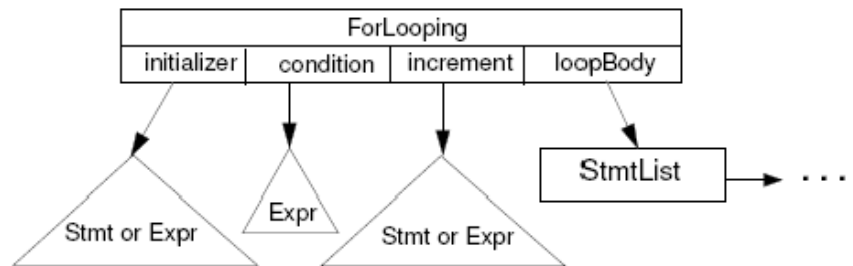 ForLooping
initializer condition increment loopBody
StmtList
Expr
Stmt or Expr Stmt or Expr
. . .